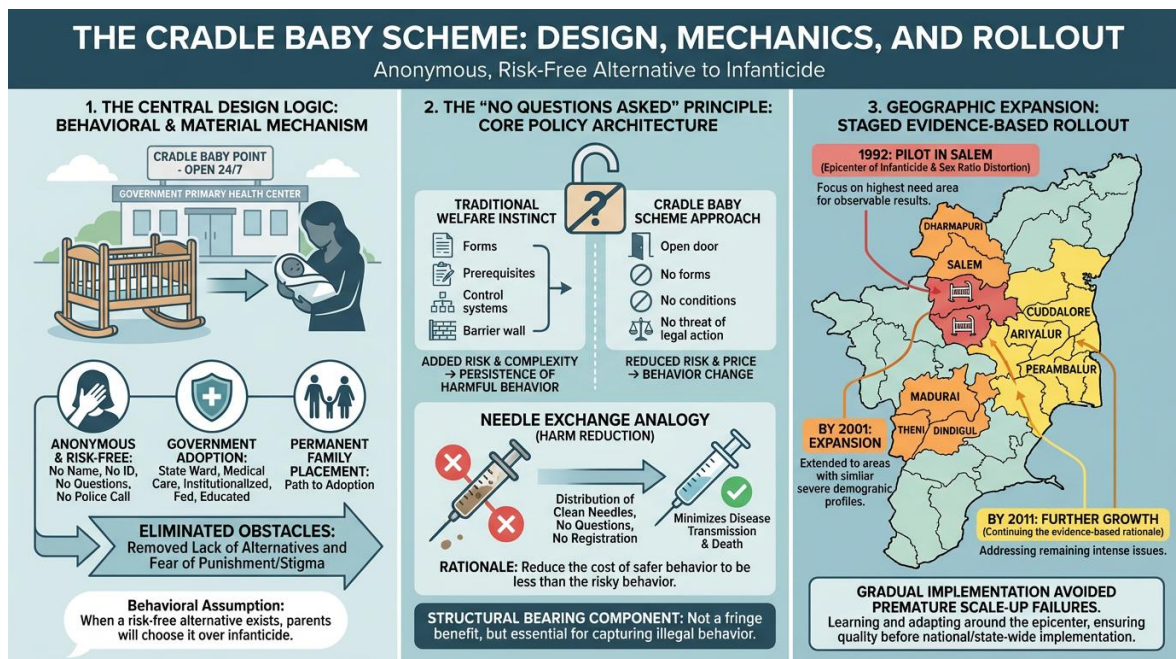 THE CRADLE BABY SCHEME: DESIGN, MECHANICS, AND ROLLOUT
Anonymous, Risk-Free Alternative to Infanticide
1. THE CENTRAL DESIGN LOGIC:
BEHAVIORAL & MATERIAL MECHANISM
CRADLE BABY POINT
- OPEN 24/7
GOVERNMENT PRIMARY HEALTH CENTER
ANONYMOUS
& RISK-FREE:
No Name, No ID,
No Questions,
No Police Call
GOVERNMENT
ADOPTION:
State Ward, Medical
Care, Institutionalized,
Fed, Educated
PERMANENT
FAMILY
PLACEMENT:
Path to Adoption
ELIMINATED OBSTACLES:
Removed Lack of Alternatives and
Fear of Punishment/Stigma
Behavioral Assumption:
When a risk-free alternative exists, parents
will choose it over infanticide.
2. THE “NO QUESTIONS ASKED” PRINCIPLE:
CORE POLICY ARCHITECTURE
?
TRADITIONAL
WELFARE INSTINCT
Forms
Prerequisites
Control
systems
Barrier wall
ADDED RISK & COMPLEXITY
→ PERSISTENCE OF
HARMFUL BEHAVIOR
CRADLE BABY
SCHEME APPROACH
Open door
No forms
No conditions
No threat of
legal action
REDUCED RISK & PRICE
→ BEHAVIOR CHANGE
NEEDLE EXCHANGE ANALOGY
(HARM REDUCTION)
Distribution of
Clean Needles,
No Questions,
No Registration
Minimizes Disease
Transmission
& Death
RATIONALE: Reduce the cost of safer behavior to be
less than the risky behavior.
STRUCTURAL BEARING COMPONENT: Not a fringe
benefit, but essential for capturing illegal behavior.
3. GEOGRAPHIC EXPANSION:
STAGED EVIDENCE-BASED ROLLOUT
1992: PILOT IN SALEM
(Epicenter of Infanticide & Sex Ratio Distortion)
Focus on highest need area
for observable results.
DHARMAPURI
SALEM
CUDDALORE
ARIYALUR
PERAMBALUR
MADURAI
THENI
DINDIGUL
BY 2001:
EXPANSION
Extended to areas
with similar
severe demogratic
profiles.
BY 2011: FURTHER GROWTH
(Continuing the evidence-based rationale)
Addressing remaining intense issues.
GRADUAL IMPLEMENTATION AVOIDED
PREMATURE SCALE-UP FAILURES.
Learning and adapting around the epicenter, ensuring
quality before national/state-wide implementation.